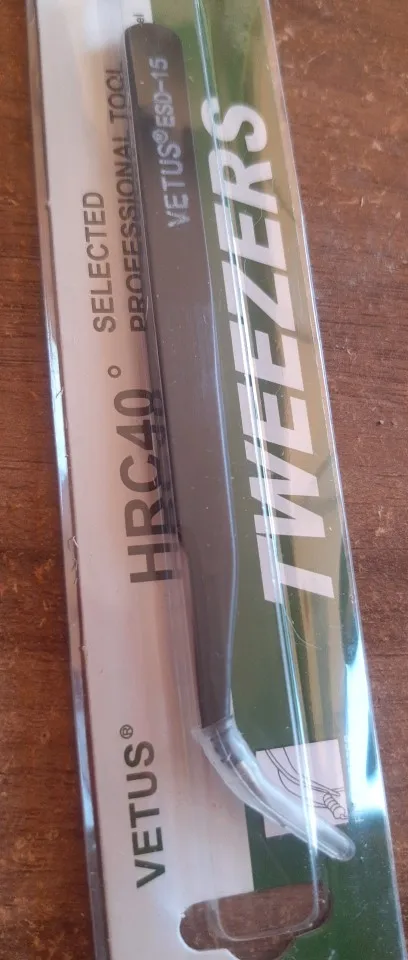 VETUS® ESD-15
TWEEZERS
SELECTED
PROFESSIONAL TOOL
HRC40°
VETUS®